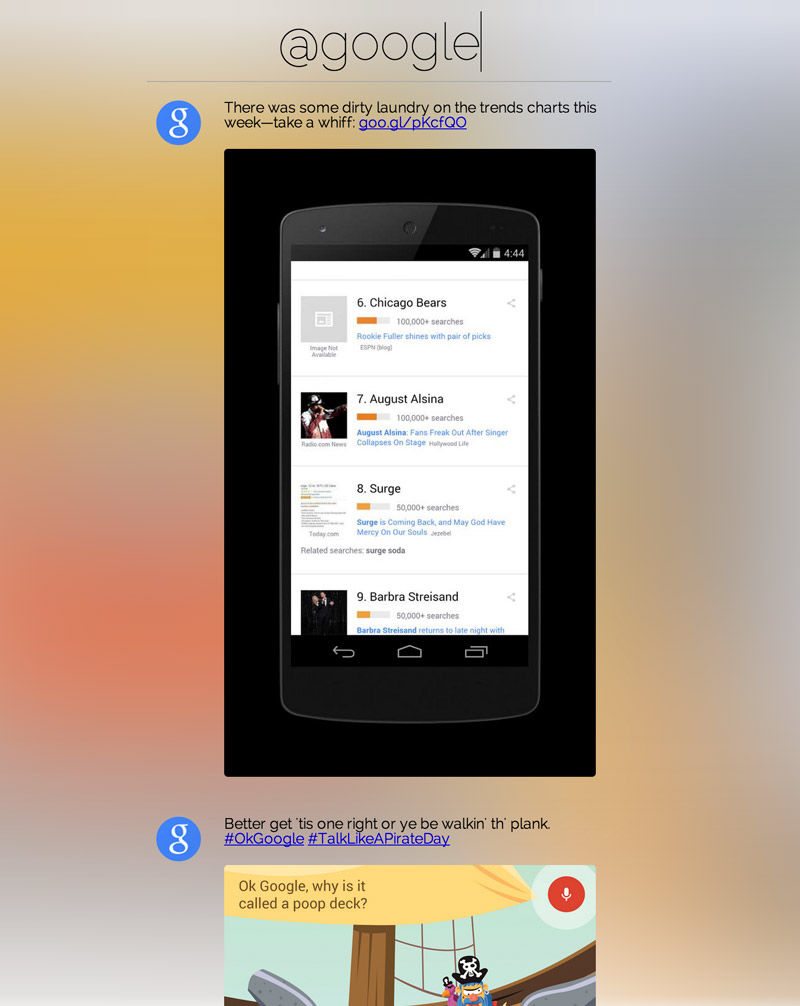 @google
g
There was some dirty laundry on the trends charts this
week—take a whiff: goo.gl/pKcfQO
4:44
6. Chicago Bears
100,000+ searches
Rookie Fuller shines with pair of picks
ESPN (blog)
Image Not
Available
7. August Alsina
100,000+ searches
August Alsina: Fans Freak Out After Singer
Collapses On Stage Hollywood Life
Radio.com News
8. Surge
50,000+ searches
Surge is Coming Back, and May God Have
Mercy On Our Souls Jezebel
Today.com
Related searches: surge soda
9. Barbra Streisand
50,000+ searches
Barbra Streisand returns to late night with
g
Better get 'tis one right or ye be walkin' th' plank.
#OkGoogle #TalkLikeAPirateDay
Ok Google, why is it
called a poop deck?